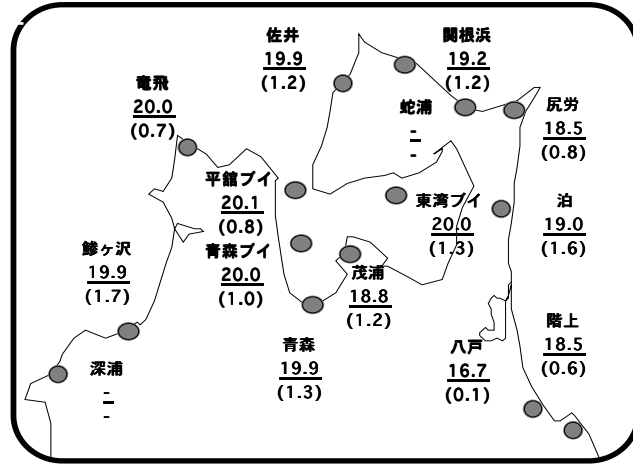 佐井
19.9
(1.2)
関根浜
19.2
(1.2)
竜飛
20.0
(0.7)
蛇浦
-
-
尻労
18.5
(0.8)
平舘ブイ
20.1
(0.8)
東湾ブイ
20.0
(1.3)
泊
19.0
(1.6)
青森ブイ
20.0
(1.0)
鰺ヶ沢
19.9
(1.7)
茂浦
18.8
(1.2)
青森
19.9
(1.3)
八戸
16.7
(0.1)
階上
18.5
(0.6)
深浦
-
-